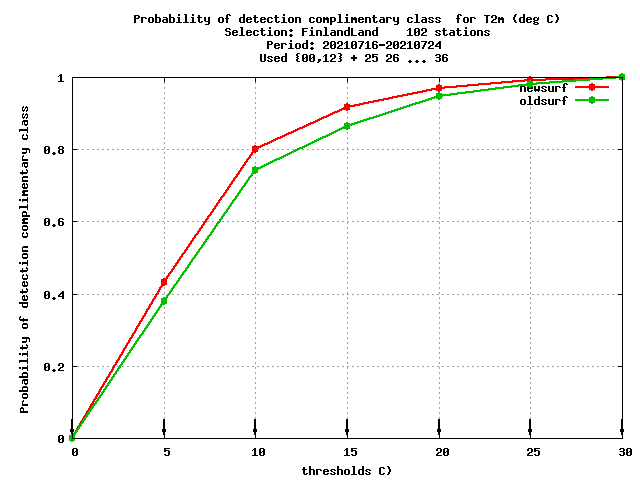 Probability of detection complimentary class  for T2m (deg C)
Selection: FinlandLand    102 stations
Period: 20210716-20210724
Used {00,12} + 25 26 ... 36
newsurf
oldsurf
Probability of detection complimentary class
1
0.8
0.6
0.4
0.2
0
0 5 10 15 20 25 30
thresholds C)